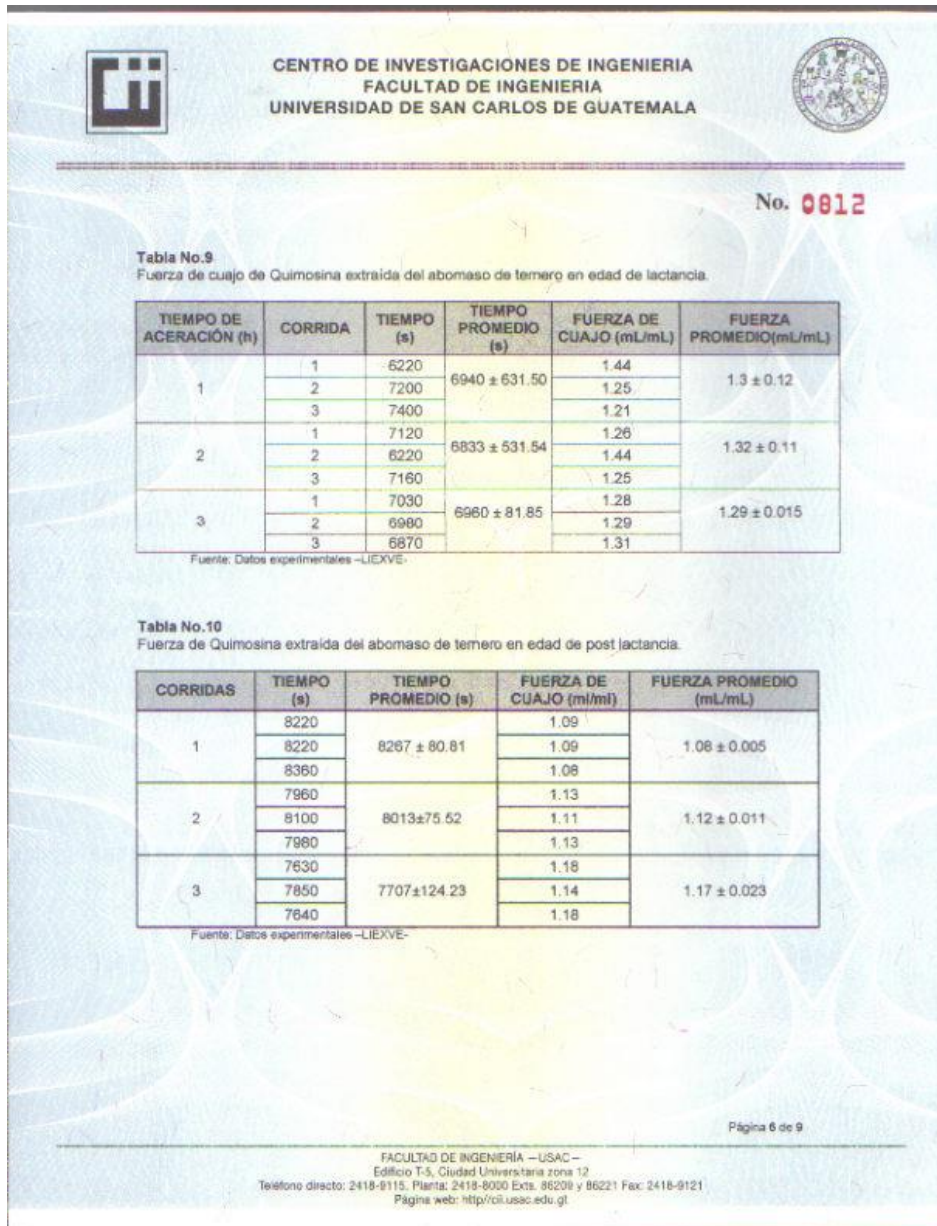 CENTRO DE INVESTIGACIONES DE INGENIERIA
FACULTAD DE INGENIERIA
UNIVERSIDAD DE SAN CARLOS DE GUATEMALA
No. 0812
Tabla No.9
Fuerza de cuajo de Quimosina extraída del abomaso de ternero en edad de lactancia.
TIEMPO DE ACERACIÓN (h) CORRIDA TIEMPO (s) TIEMPO PROMEDIO (s) FUERZA DE CUAJO (mL/mL) FUERZA PROMEDIO(mL/mL)
1 1 6220 6940 ± 631.50 1.44 1.3 ± 0.12
2 7200 1.25
3 7400 1.21
2 1 7120 6833 ± 531.54 1.26 1.32 ± 0.11
2 6220 1.44
3 7160 1.25
3 1 7030 6960 ± 81.85 1.28 1.29 ± 0.015
2 6980 1.29
3 6870 1.31
Fuente: Datos experimentales –LIEXVE-
Tabla No.10
Fuerza de Quimosina extraída del abomaso de ternero en edad de post lactancia.
CORRIDAS TIEMPO (s) TIEMPO PROMEDIO (s) FUERZA DE CUAJO (ml/ml) FUERZA PROMEDIO (mL/mL)
1 8220 8267 ± 80.81 1.09 1.08 ± 0.005
8220 1.09
8360 1.08
2 7960 8013±75.52 1.13 1.12 ± 0.011
8100 1.11
7980 1.13
3 7630 7707±124.23 1.18 1.17 ± 0.023
7850 1.14
7640 1.18
Fuente: Datos experimentales –LIEXVE-
Página 6 de 9
FACULTAD DE INGENIERÍA —USAC—
Edificio T-5, Ciudad Universitaria zona 12
Teléfono directo: 2418-9115. Planta: 2418-8000 Exts. 86209 y 86221 Fax: 2418-9121
Página web: http//cii.usac.edu.gt